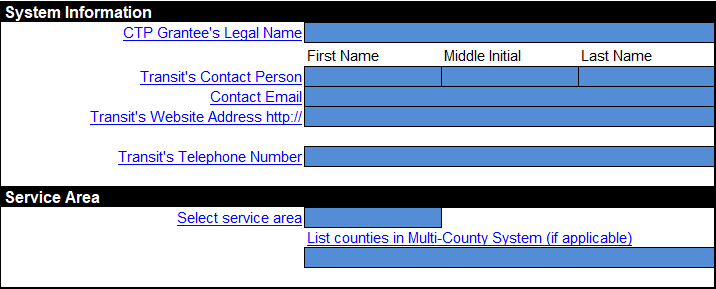 System Information
CTP Grantee's Legal Name
First Name Middle Initial Last Name
Transit's Contact Person
Contact Email
Transit's Website Address http://
Transit's Telephone Number
Service Area
Select service area
List counties in Multi-County System (if applicable)